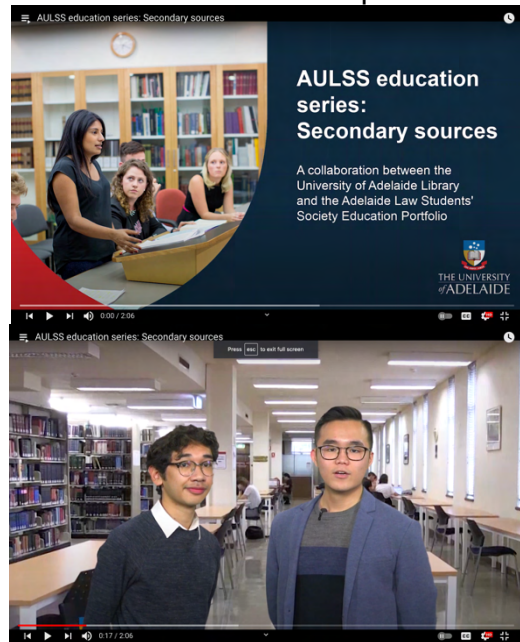 AULSS education series: Secondary sources
AULSS education
series:
Secondary sources
A collaboration between the
University of Adelaide Library
and the Adelaide Law Students'
Society Education Portfolio
THE UNIVERSITY
of ADELAIDE
0:00 / 2:06
CC
AULSS education series: Secondary sources
Press esc to exit full screen
0:17 / 2:06
CC